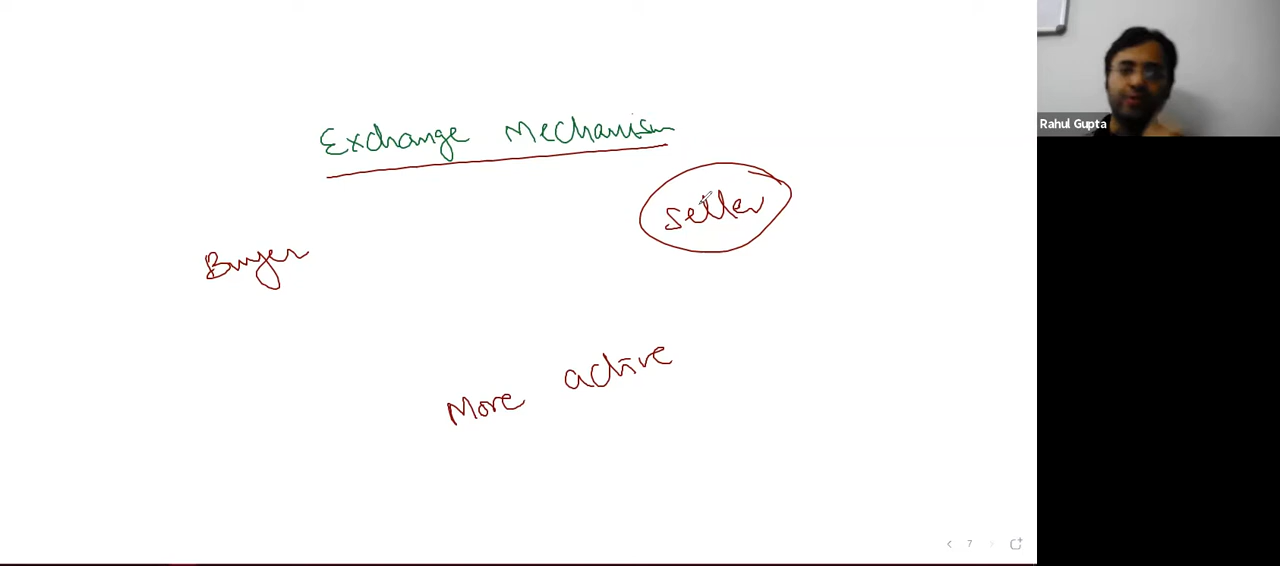 Exchange Mechanism
Rahul Gupta
Seller
Buyer
More active
7